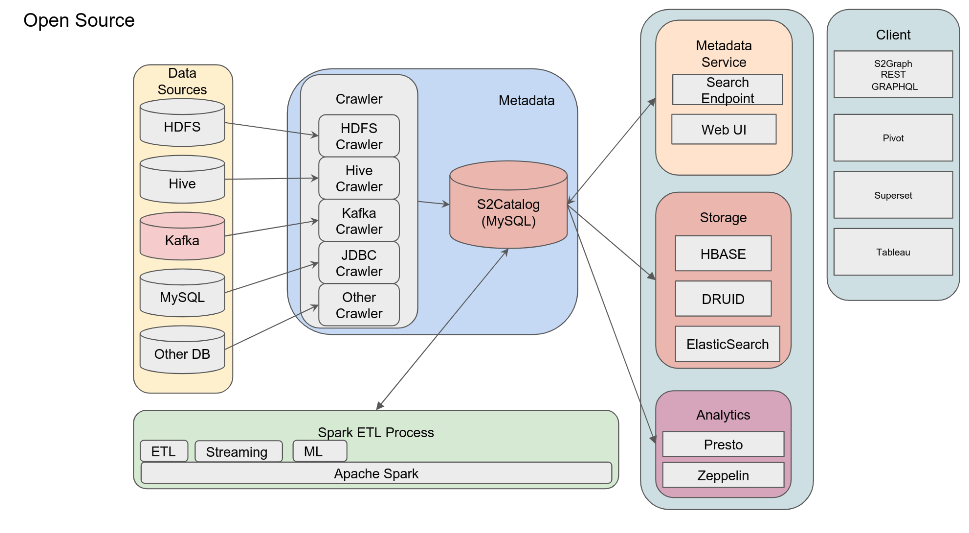 Open Source
Data
Sources
HDFS
Hive
Kafka
MySQL
Other DB
Crawler
HDFS
Crawler
Hive
Crawler
Kafka
Crawler
JDBC
Crawler
Other
Crawler
Metadata
S2Catalog
(MySQL)
Spark ETL Process
ETL
Streaming
ML
Apache Spark
Metadata
Service
Search
Endpoint
Web UI
Storage
HBASE
DRUID
ElasticSearch
Analytics
Presto
Zeppelin
Client
S2Graph
REST
GRAPHQL
Pivot
Superset
Tableau